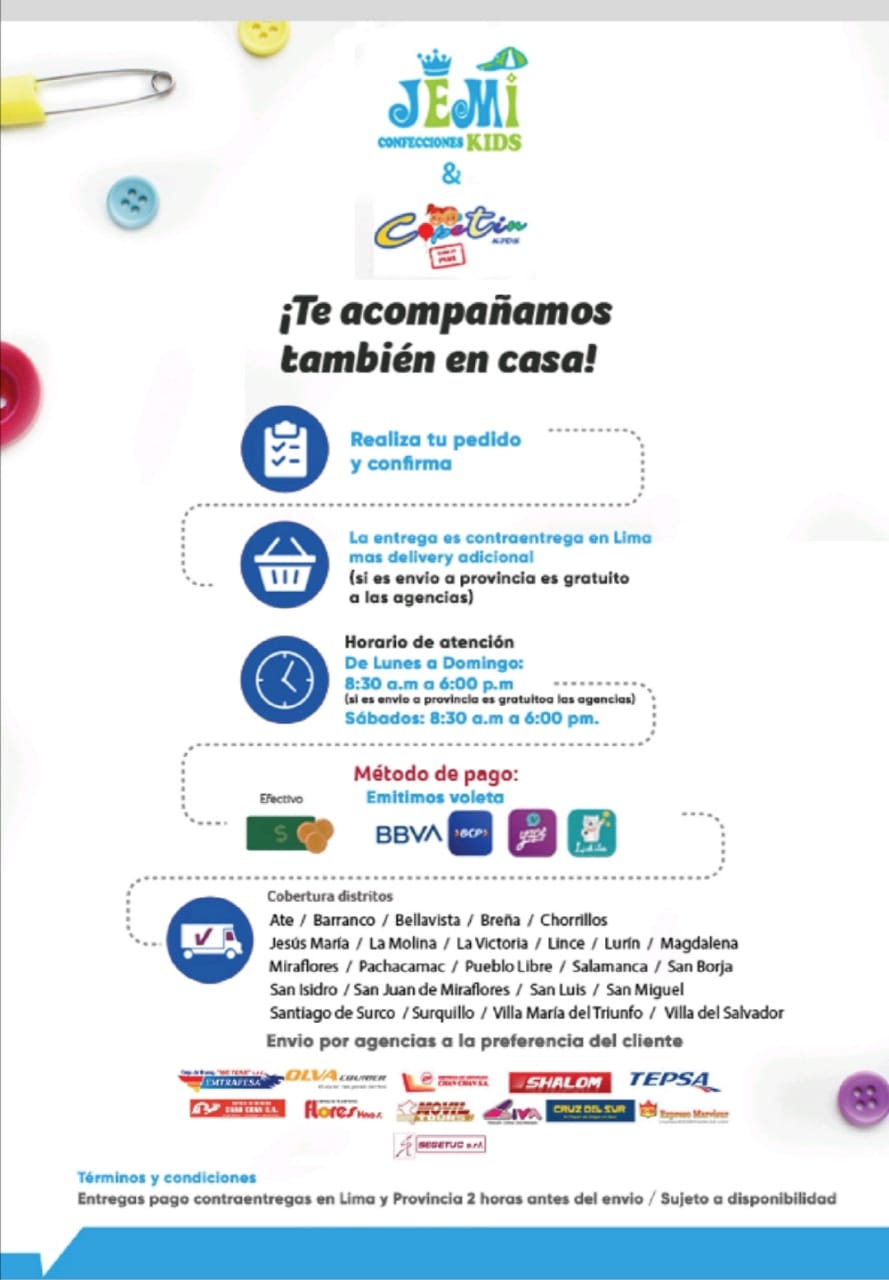 JEMi
CONFECCIONES KIDS
&
Copetin
KIDS
¡Te acompañamos
también en casa!
Realiza tu pedido
y confirma
La entrega es contraentrega en Lima
mas delivery adicional
(si es envio a provincia es gratuito
a las agencias)
Horario de atención
De Lunes a Domingo:
8:30 a.m a 6:00 p.m
(si es envio a provincia es gratuitoa las agencias)
Sábados: 8:30 a.m a 6:00 pm.
Método de pago:
Efectivo
Emitimos voleta
$
BBVA ›BCP› yape Lukita
Cobertura distritos
Ate / Barranco / Bellavista / Breña / Chorrillos
Jesús María / La Molina / La Victoria / Lince / Lurín / Magdalena
Miraflores / Pachacamac / Pueblo Libre / Salamanca / San Borja
San Isidro / San Juan de Miraflores / San Luis / San Miguel
Santiago de Surco / Surquillo / Villa María del Triunfo / Villa del Salvador
Envio por agencias a la preferencia del cliente
EMTRAFESA OLVA COURIER CHAN CHAN S.A. SHALOM TEPSA
CHAN CHAN S.A. Flores Hnos. MOVIL TOURS CIVA CRUZ DEL SUR Expreso Marvisur
SEGETUC s.r.l.
Términos y condiciones
Entregas pago contraentregas en Lima y Provincia 2 horas antes del envio / Sujeto a disponibilidad